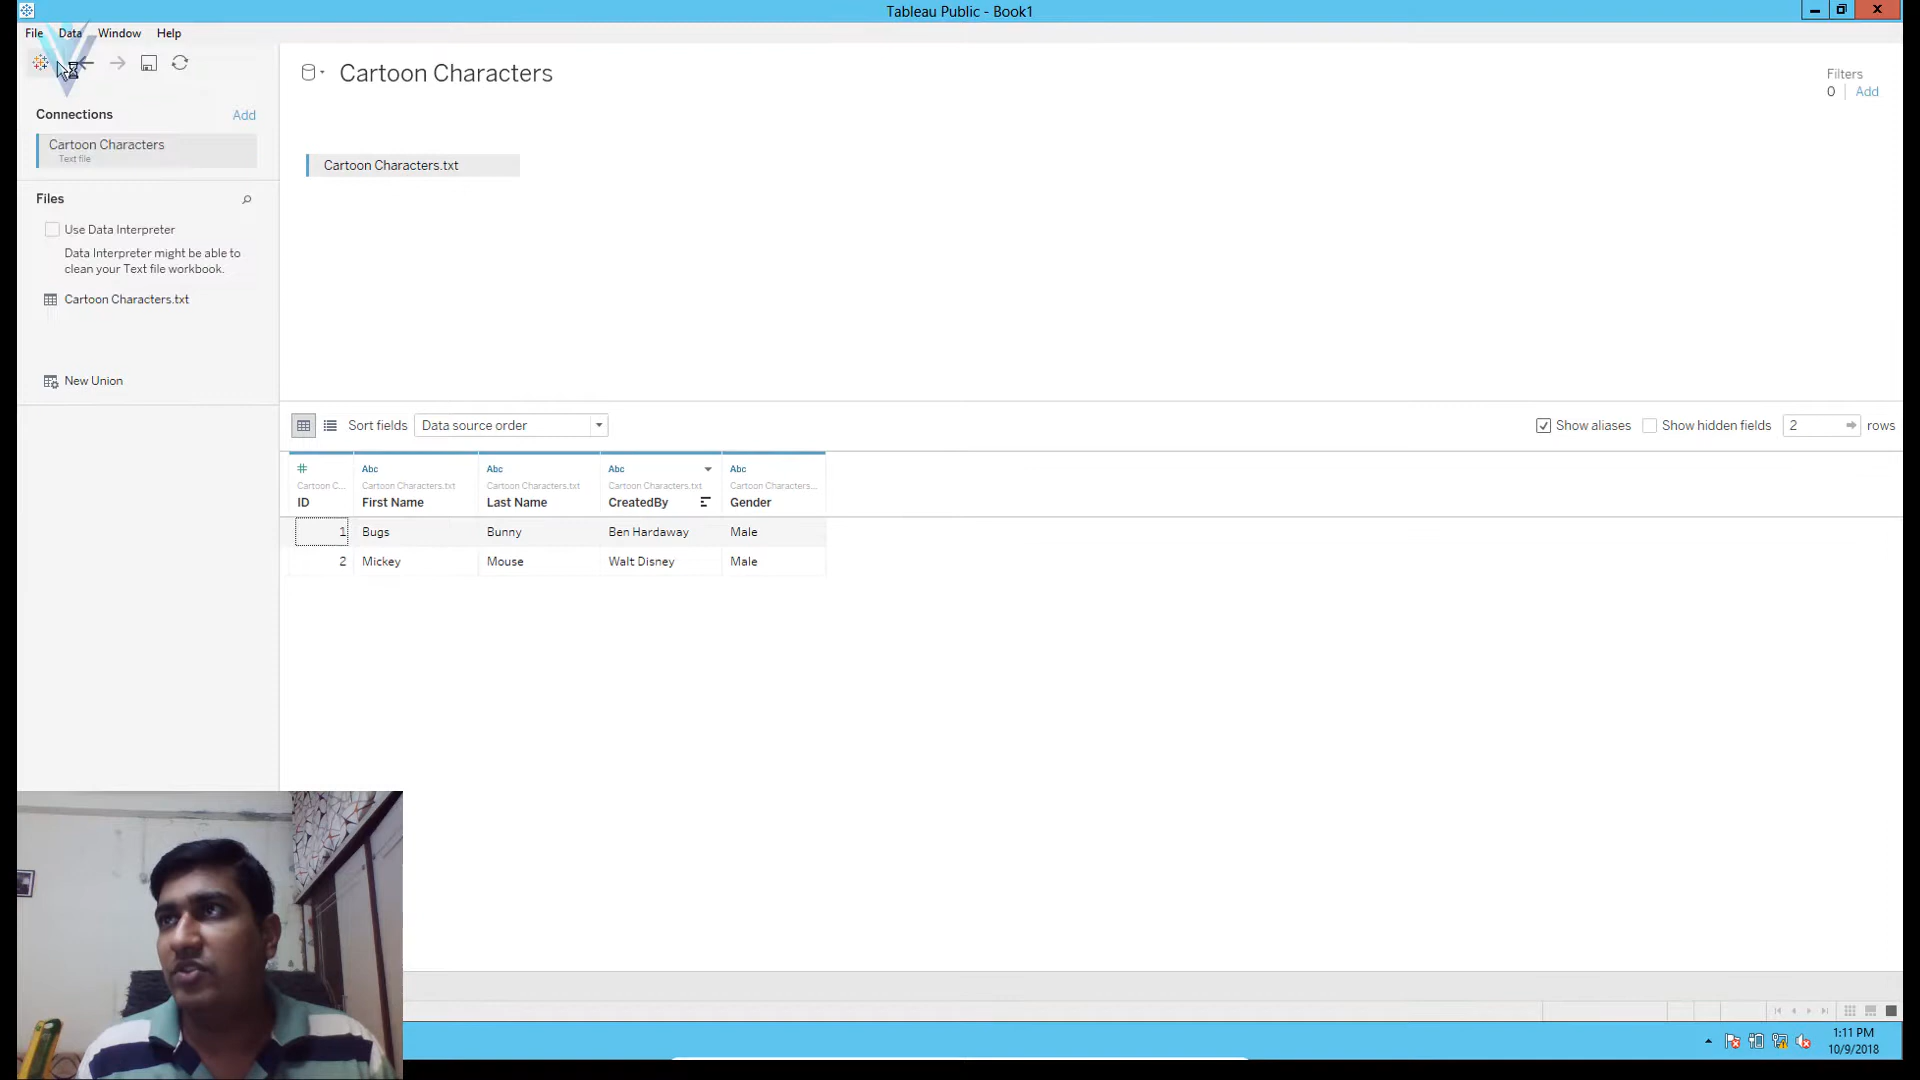 Tableau Public - Book1
File Data Window Help
Connections Add
Cartoon Characters
Text file
Files
Use Data Interpreter
Data Interpreter might be able to
clean your Text file workbook.
Cartoon Characters.txt
New Union
Cartoon Characters
Filters
0 Add
Cartoon Characters.txt
Sort fields Data source order
Show aliases Show hidden fields 2 rows
# Abc Abc Abc Abc
Cartoon C... Cartoon Characters.txt Cartoon Characters.txt Cartoon Characters.txt Cartoon Characters...
ID First Name Last Name CreatedBy Gender
1 Bugs Bunny Ben Hardaway Male
2 Mickey Mouse Walt Disney Male
1:11 PM
10/9/2018